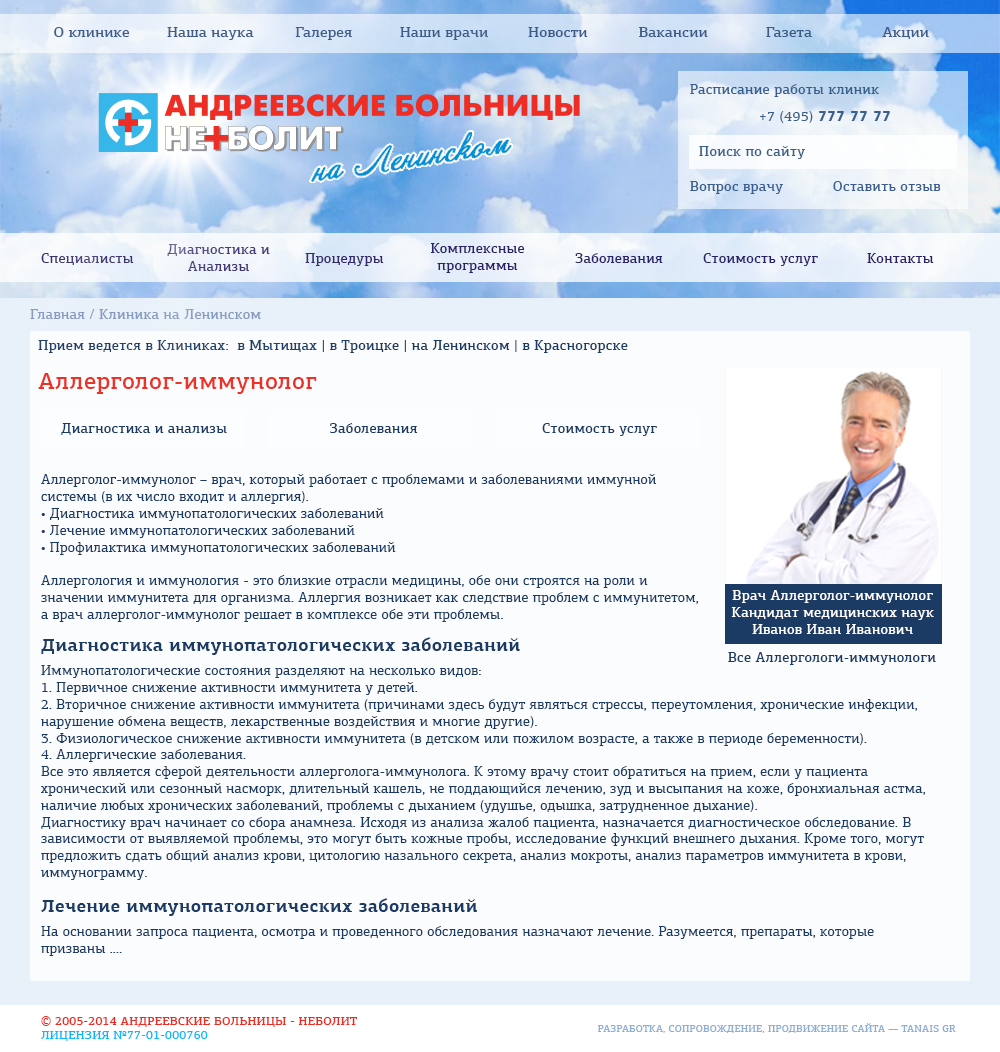 О клинике Наша наука Галерея Наши врачи Новости Вакансии Газета Акции
АНДРЕЕВСКИЕ БОЛЬНИЦЫ
НЕ+БОЛИТ
на Ленинском
Расписание работы клиник
+7 (495) 777 77 77
Поиск по сайту
Вопрос врачу Оставить отзыв
Специалисты Диагностика и Анализы Процедуры Комплексные программы Заболевания Стоимость услуг Контакты
Главная / Клиника на Ленинском
Прием ведется в Клиниках: в Мытищах | в Троицке | на Ленинском | в Красногорске
Аллерголог-иммунолог
Диагностика и анализы Заболевания Стоимость услуг
Аллерголог-иммунолог – врач, который работает с проблемами и заболеваниями иммунной
системы (в их число входит и аллергия).
• Диагностика иммунопатологических заболеваний
• Лечение иммунопатологических заболеваний
• Профилактика иммунопатологических заболеваний
Аллергология и иммунология - это близкие отрасли медицины, обе они строятся на роли и
значении иммунитета для организма. Аллергия возникает как следствие проблем с иммунитетом,
а врач аллерголог-иммунолог решает в комплексе обе эти проблемы.
Врач Аллерголог-иммунолог
Кандидат медицинских наук
Иванов Иван Иванович
Все Аллергологи-иммунологи
Диагностика иммунопатологических заболеваний
Иммунопатологические состояния разделяют на несколько видов:
1. Первичное снижение активности иммунитета у детей.
2. Вторичное снижение активности иммунитета (причинами здесь будут являться стрессы, переутомления, хронические инфекции,
нарушение обмена веществ, лекарственные воздействия и многие другие).
3. Физиологическое снижение активности иммунитета (в детском или пожилом возрасте, а также в периоде беременности).
4. Аллергические заболевания.
Все это является сферой деятельности аллерголога-иммунолога. К этому врачу стоит обратиться на прием, если у пациента
хронический или сезонный насморк, длительный кашель, не поддающийся лечению, зуд и высыпания на коже, бронхиальная астма,
наличие любых хронических заболеваний, проблемы с дыханием (удушье, одышка, затрудненное дыхание).
Диагностику врач начинает со сбора анамнеза. Исходя из анализа жалоб пациента, назначается диагностическое обследование. В
зависимости от выявляемой проблемы, это могут быть кожные пробы, исследование функций внешнего дыхания. Кроме того, могут
предложить сдать общий анализ крови, цитологию назального секрета, анализ мокроты, анализ параметров иммунитета в крови,
иммунограмму.
Лечение иммунопатологических заболеваний
На основании запроса пациента, осмотра и проведенного обследования назначают лечение. Разумеется, препараты, которые
призваны ....
© 2005-2014 АНДРЕЕВСКИЕ БОЛЬНИЦЫ - НЕБОЛИТ
ЛИЦЕНЗИЯ №77-01-000760
РАЗРАБОТКА, СОПРОВОЖДЕНИЕ, ПРОДВИЖЕНИЕ САЙТА — TANAIS GR